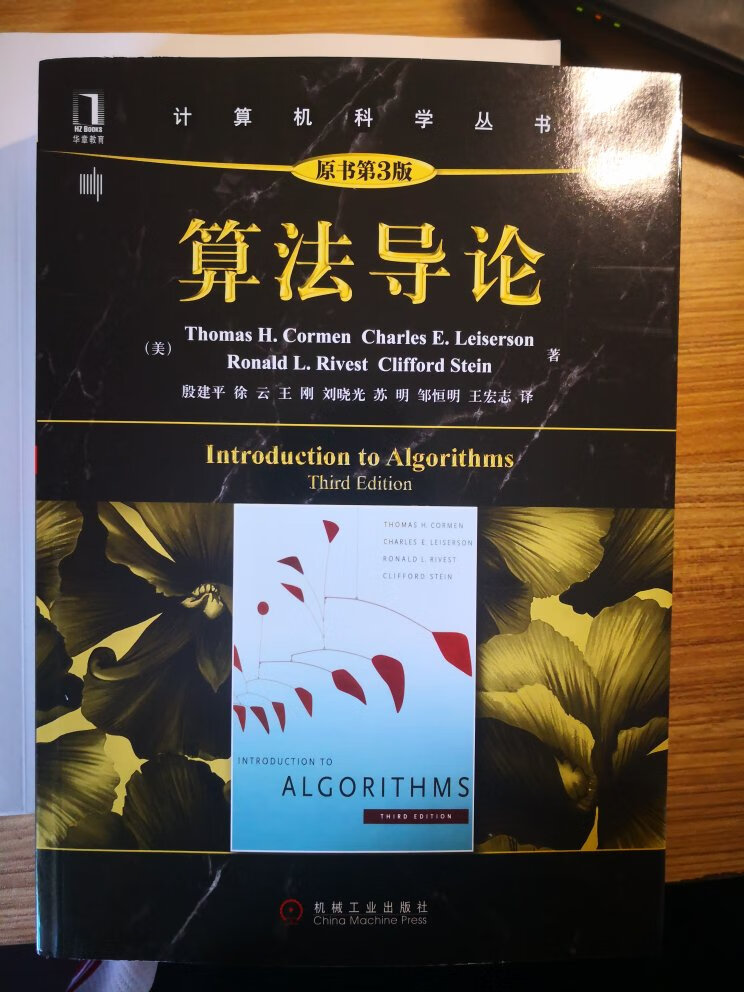 HZ BOOKS
华章教育
计算机科学丛书
原书第3版
算法导论
(美) Thomas H. Cormen Charles E. Leiserson
Ronald L. Rivest Clifford Stein 著
殷建平 徐 云 王 刚 刘晓光 苏 明 邹恒明 王宏志 译
Introduction to Algorithms
Third Edition
THOMAS H. CORMEN
CHARLES E. LEISERSON
RONALD L. RIVEST
CLIFFORD STEIN
INTRODUCTION TO
ALGORITHMS
THIRD EDITION
机械工业出版社
China Machine Press